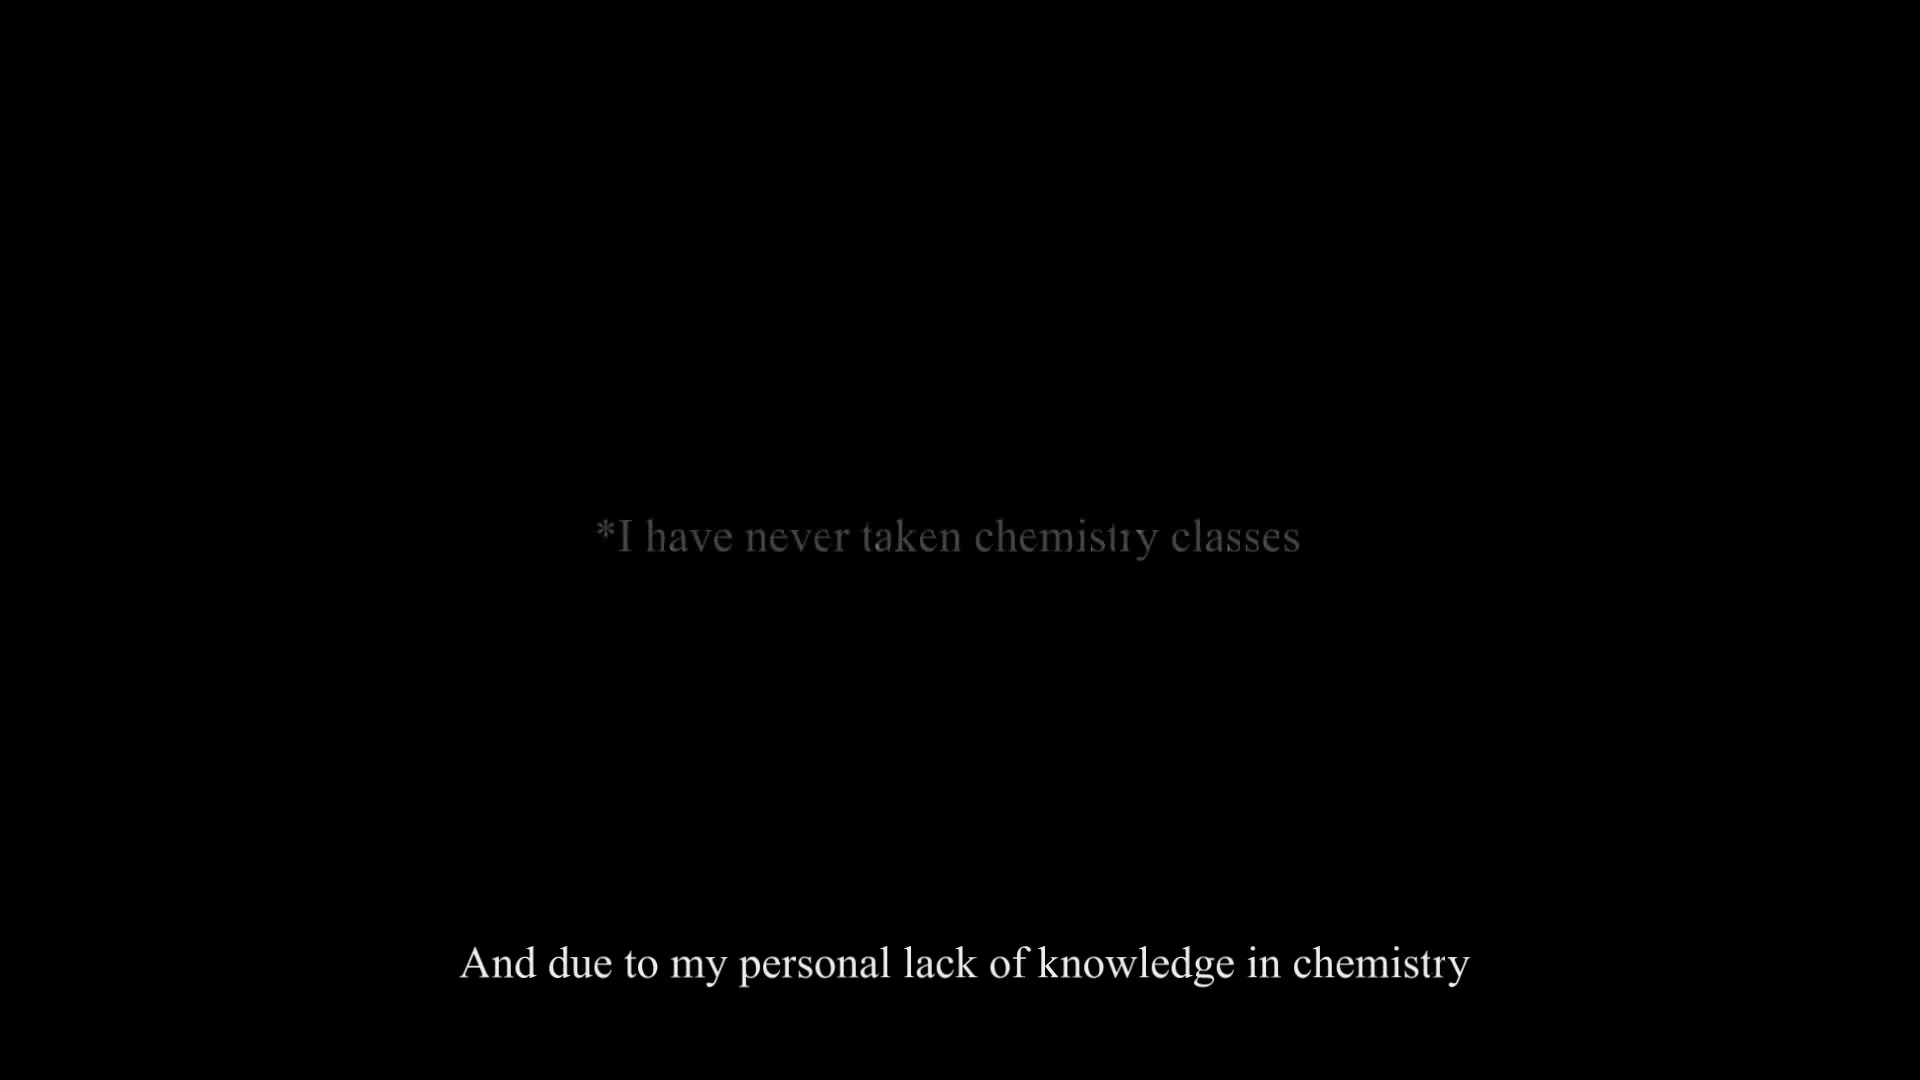 *I have never taken chemistry classes
And due to my personal lack of knowledge in chemistry